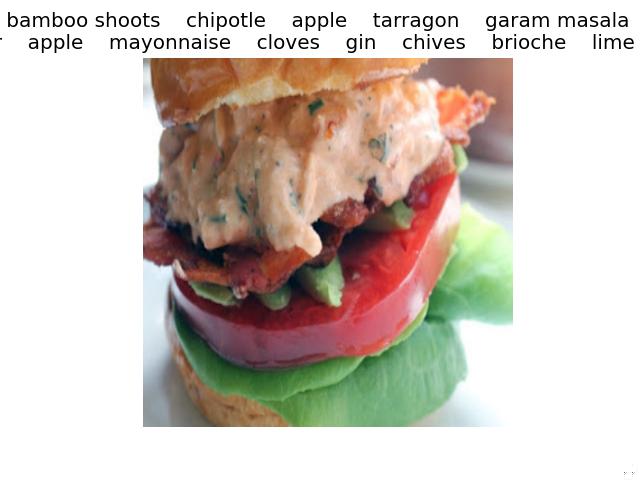 bamboo shoots chipotle apple tarragon garam masala
apple mayonnaise cloves gin chives brioche lime